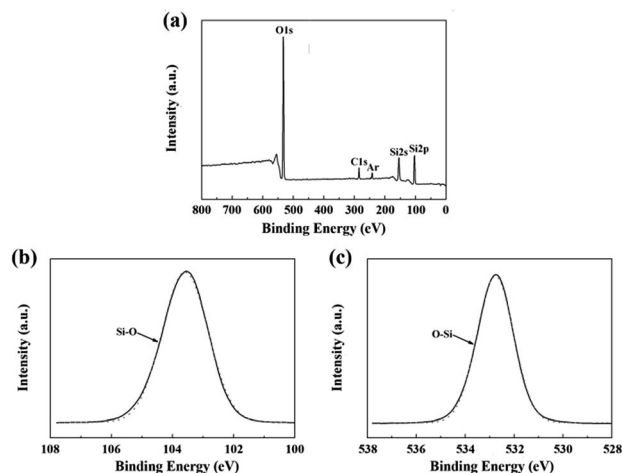 (a)
O1s
C1s
Ar
Si2s
Si2p
Intensity (a.u.)
800 700 600 500 400 300 200 100 0
Binding Energy (eV)
(b)
Si-O
Intensity (a.u.)
108 106 104 102 100
Binding Energy (eV)
(c)
O-Si
Intensity (a.u.)
538 536 534 532 530 528
Binding Energy (eV)